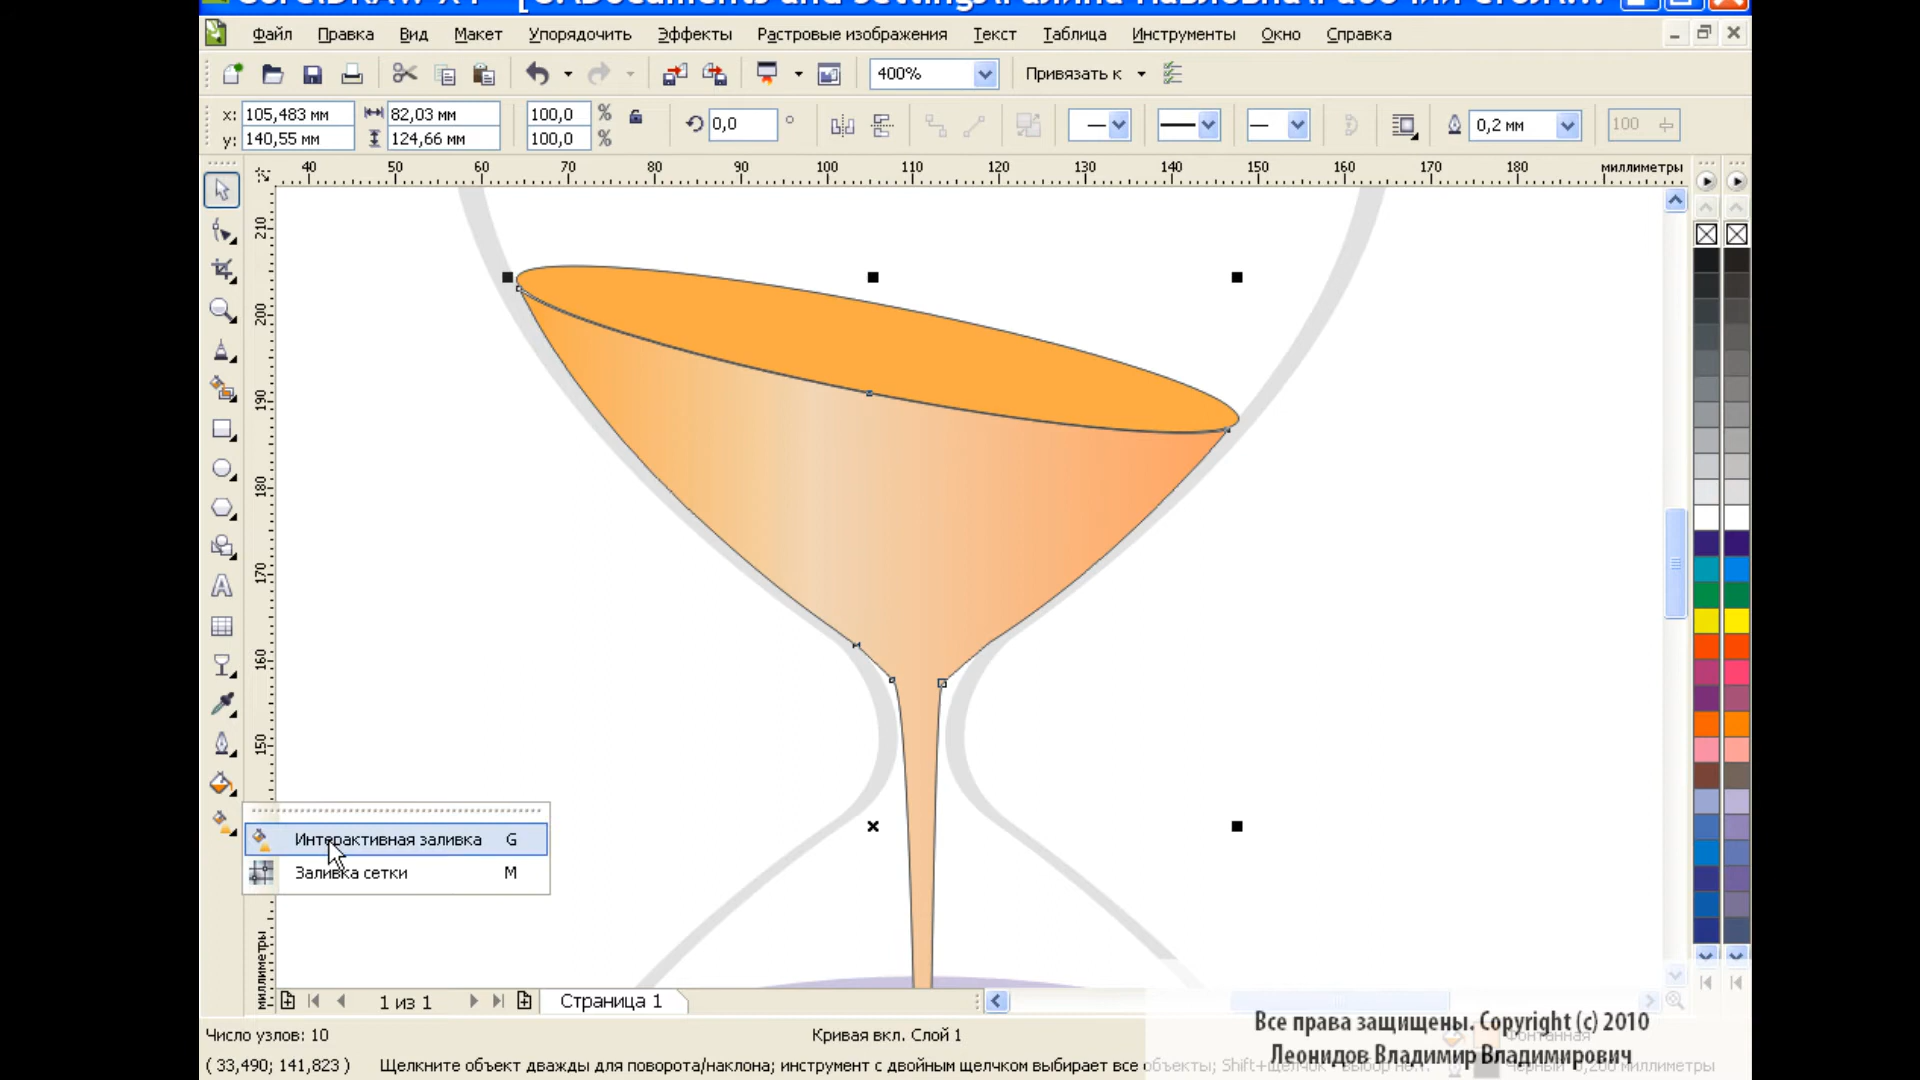 Файл Правка Вид Макет Упорядочить Эффекты Растровые изображения Текст Таблица Инструменты Окно Справка
400% Привязать к
x: 105,483 мм 82,03 мм 100,0 % 0,0 ° 0,2 мм 100
y: 140,55 мм 124,66 мм 100,0 %
40 50 60 70 80 90 100 110 120 130 140 150 160 170 180 миллиметры
210
200
190
180
170
160
150
миллиметры
Интерактивная заливка G
Заливка сетки M
1 из 1 Страница 1
Число узлов: 10 Кривая вкл. Слой 1
( 33,490; 141,823 ) Щелкните объект дважды для поворота/наклона; инструмент с двойным щелчком выбирает все объекты;
Все права защищены. Copyright (c) 2010
Леонидов Владимир Владимирович